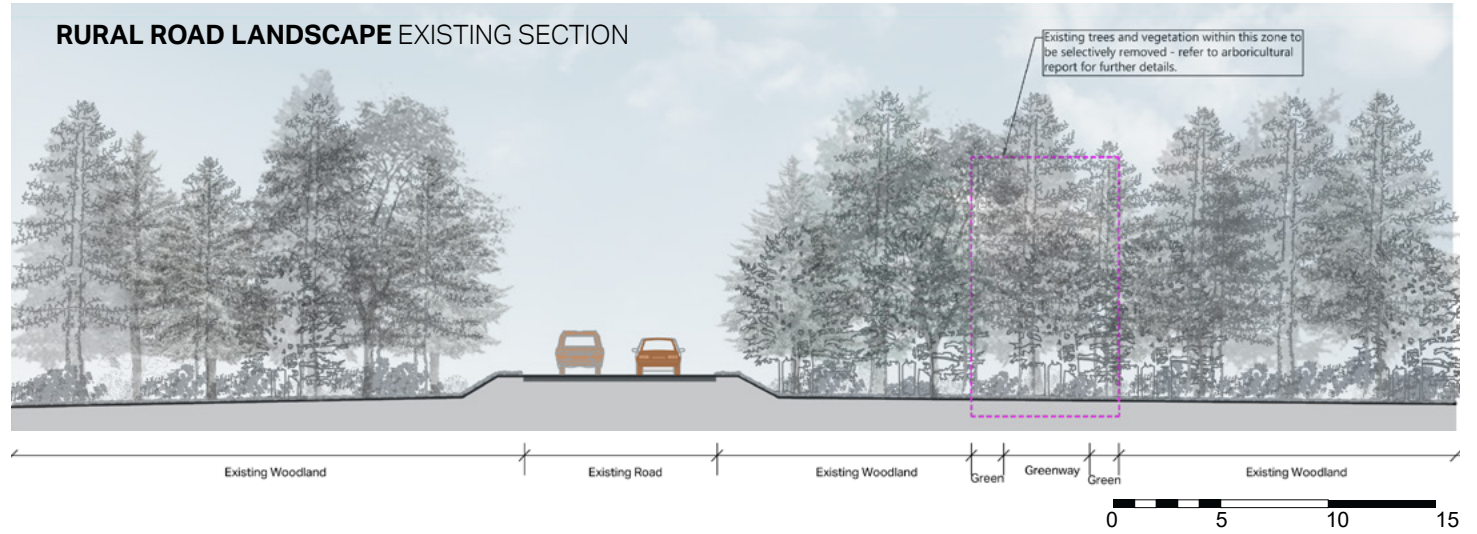 RURAL ROAD LANDSCAPE EXISTING SECTION
Existing trees and vegetation within this zone to
be selectively removed - refer to arboricultural
report for further details.
Existing Woodland
Existing Road
Existing Woodland
Green
Greenway
Green
Existing Woodland
0 5 10 15